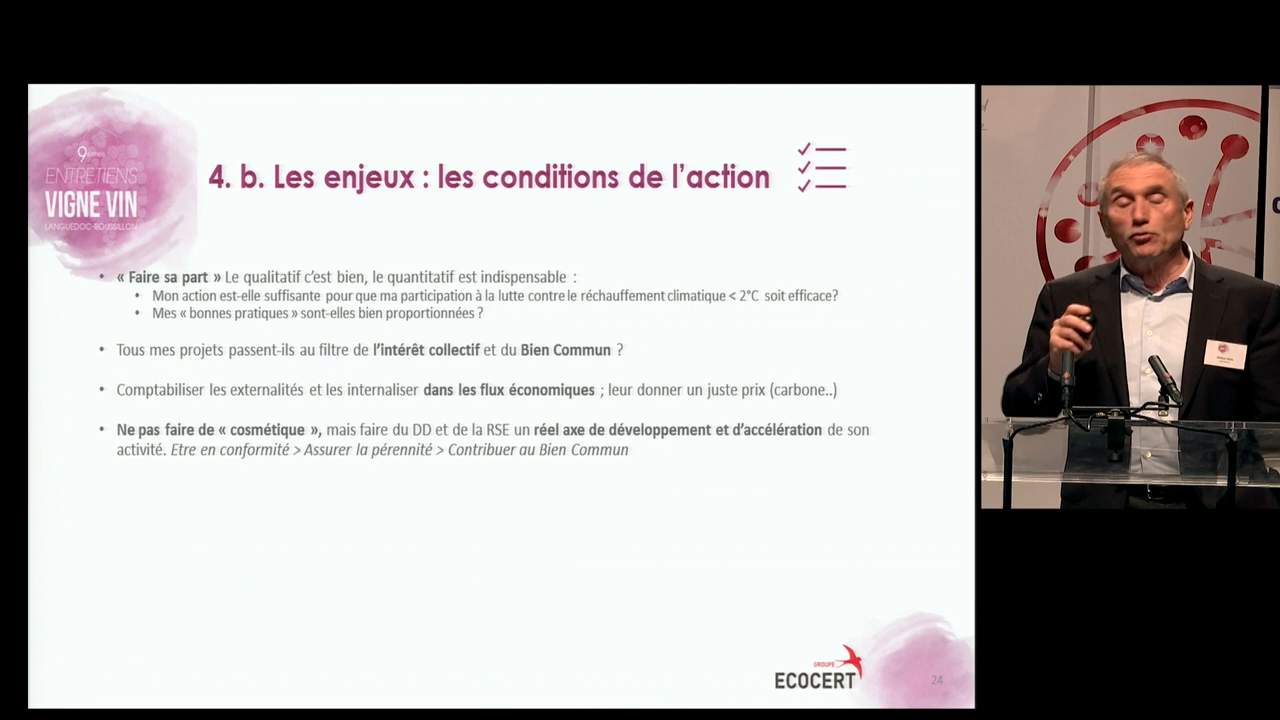 9èmes
ENTRETIENS
VIGNE VIN
LANGUEDOC-ROUSSILLON
4. b. Les enjeux : les conditions de l’action
• « Faire sa part » Le qualitatif c’est bien, le quantitatif est indispensable :
• Mon action est-elle suffisante pour que ma participation à la lutte contre le réchauffement climatique < 2°C soit efficace?
• Mes « bonnes pratiques » sont-elles bien proportionnées ?
• Tous mes projets passent-ils au filtre de l’intérêt collectif et du Bien Commun ?
• Comptabiliser les externalités et les internaliser dans les flux économiques ; leur donner un juste prix (carbone..)
• Ne pas faire de « cosmétique », mais faire du DD et de la RSE un réel axe de développement et d’accélération de son
activité. Etre en conformité > Assurer la pérennité > Contribuer au Bien Commun
GROUPE
ECOCERT
24